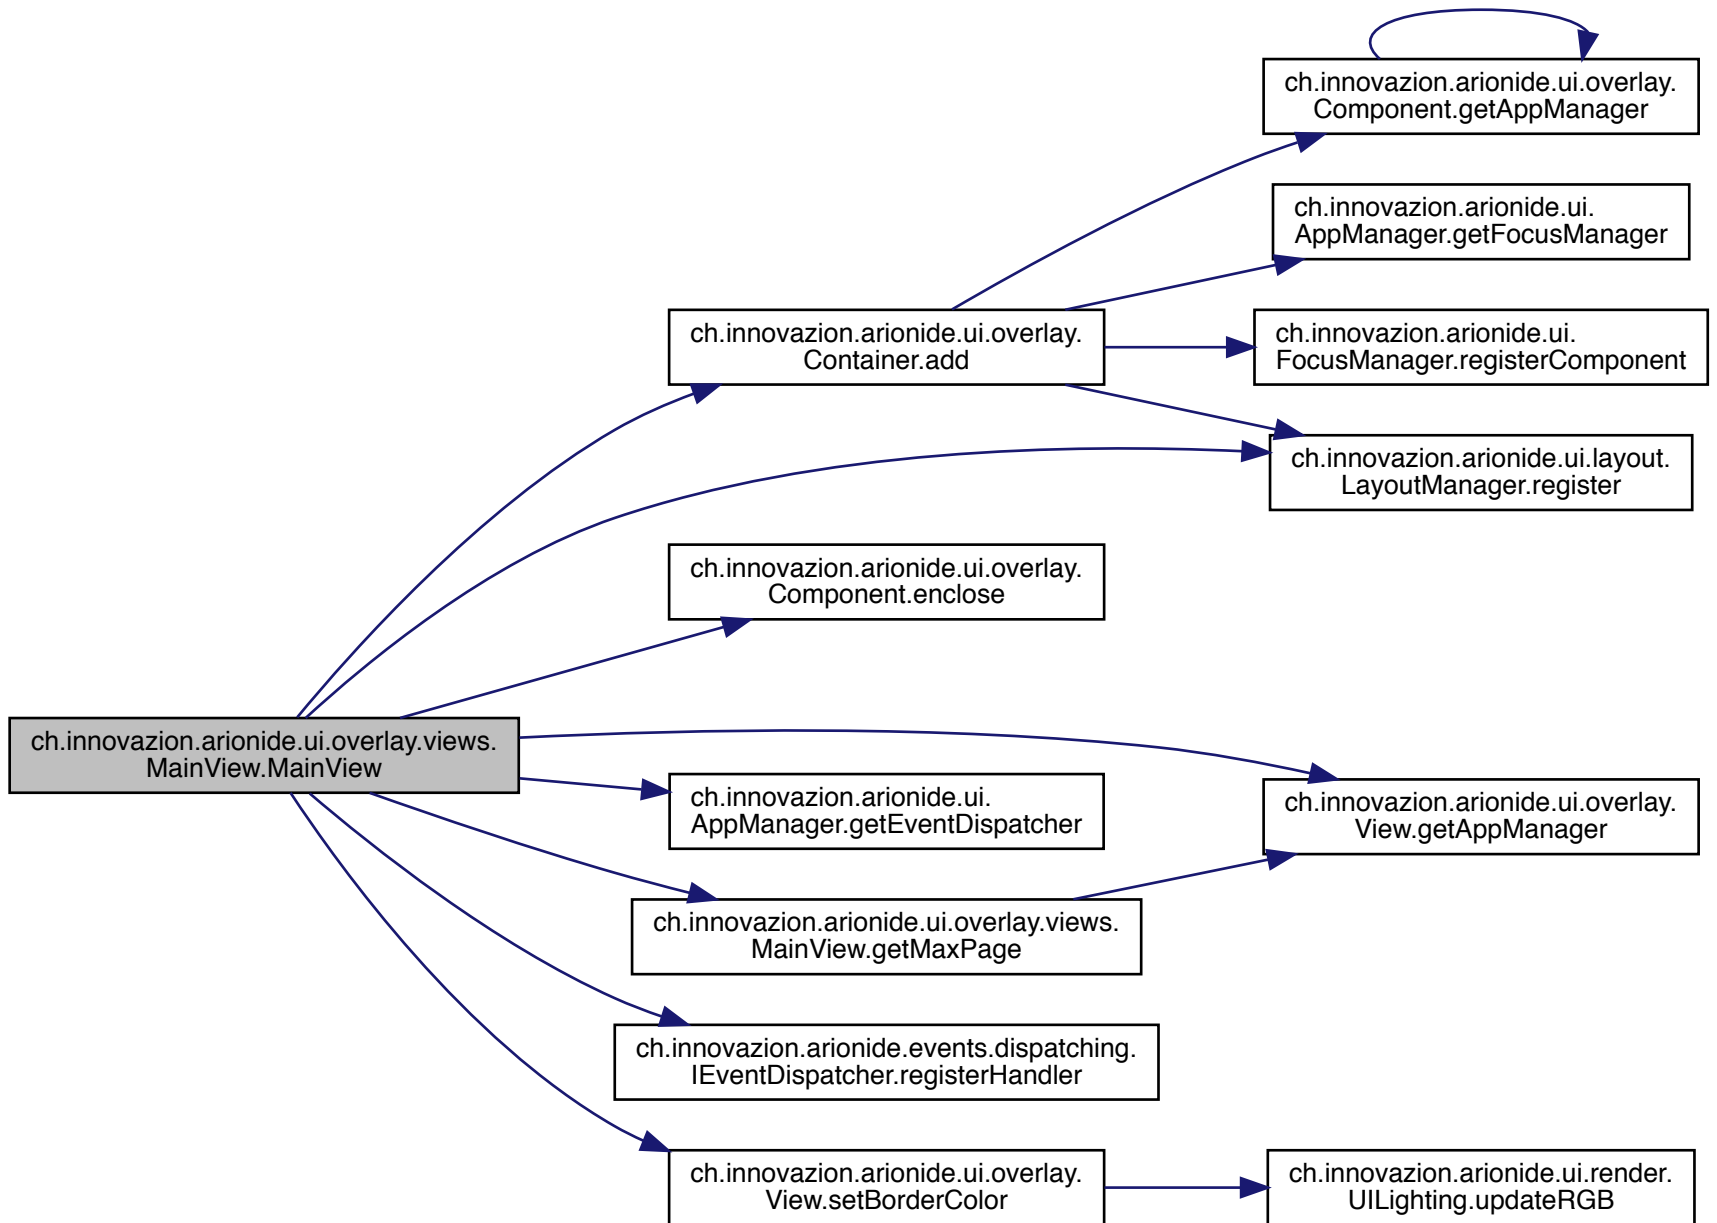 ch.innovazion.arionide.ui.overlay.
Component.getAppManager
ch.innovazion.arionide.ui.
AppManager.getFocusManager
ch.innovazion.arionide.ui.overlay.
Container.add
ch.innovazion.arionide.ui.
FocusManager.registerComponent
ch.innovazion.arionide.ui.layout.
LayoutManager.register
ch.innovazion.arionide.ui.overlay.
Component.enclose
ch.innovazion.arionide.ui.overlay.views.
MainView.MainView
ch.innovazion.arionide.ui.
AppManager.getEventDispatcher
ch.innovazion.arionide.ui.overlay.
View.getAppManager
ch.innovazion.arionide.ui.overlay.views.
MainView.getMaxPage
ch.innovazion.arionide.events.dispatching.
IEventDispatcher.registerHandler
ch.innovazion.arionide.ui.overlay.
View.setBorderColor
ch.innovazion.arionide.ui.render.
UILighting.updateRGB